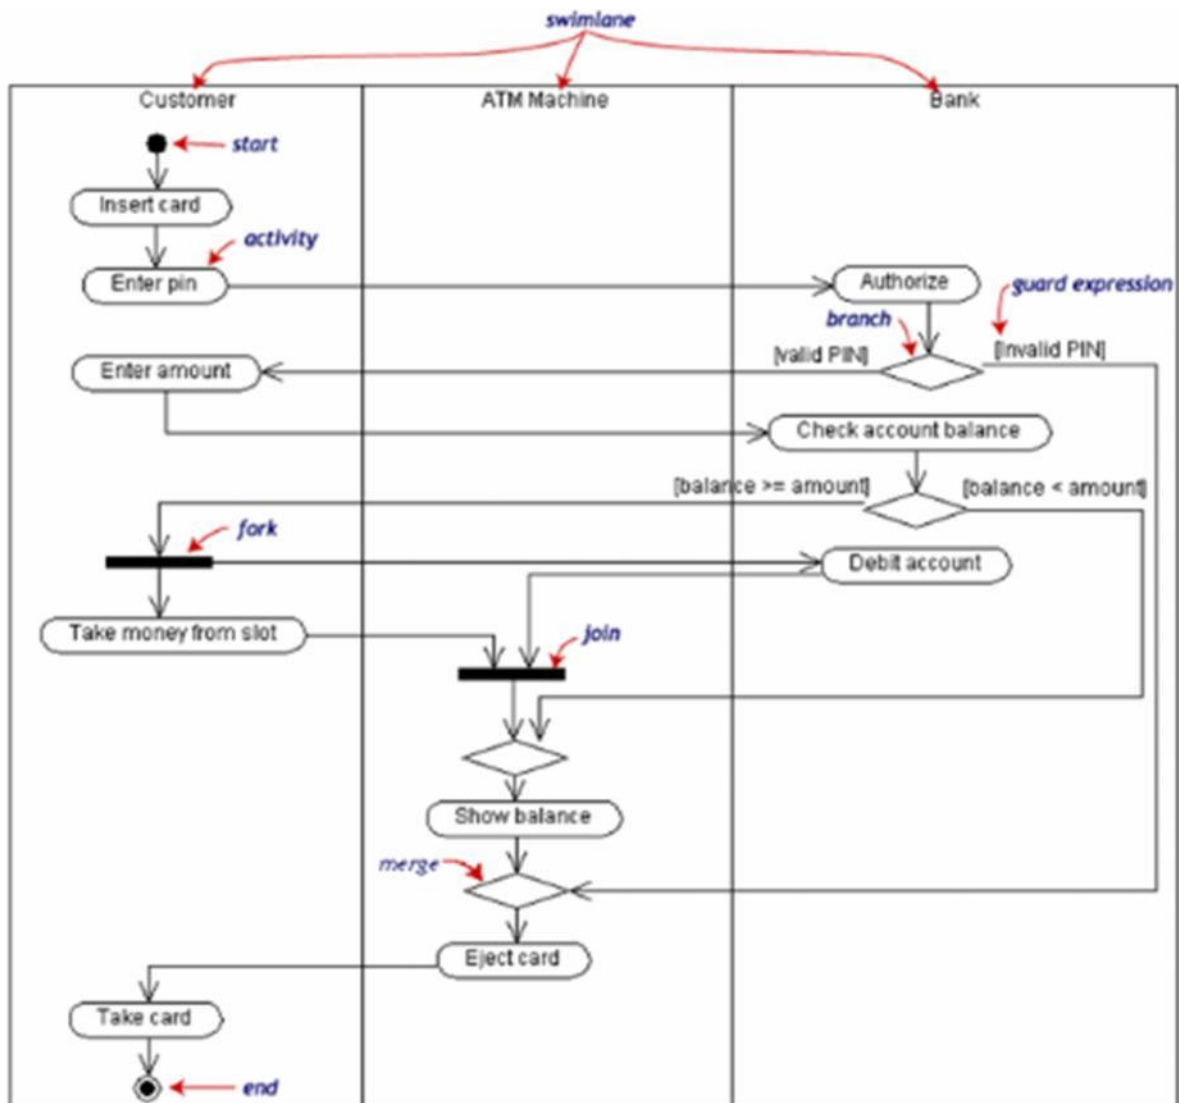 swimlane
Customer
ATM Machine
Bank
start
Insert card
activity
Enter pin
Authorize
guard expression
branch
[valid PIN]
[invalid PIN]
Enter amount
Check account balance
[balance >= amount]
[balance < amount]
fork
Debit account
Take money from slot
join
Show balance
merge
Eject card
Take card
end